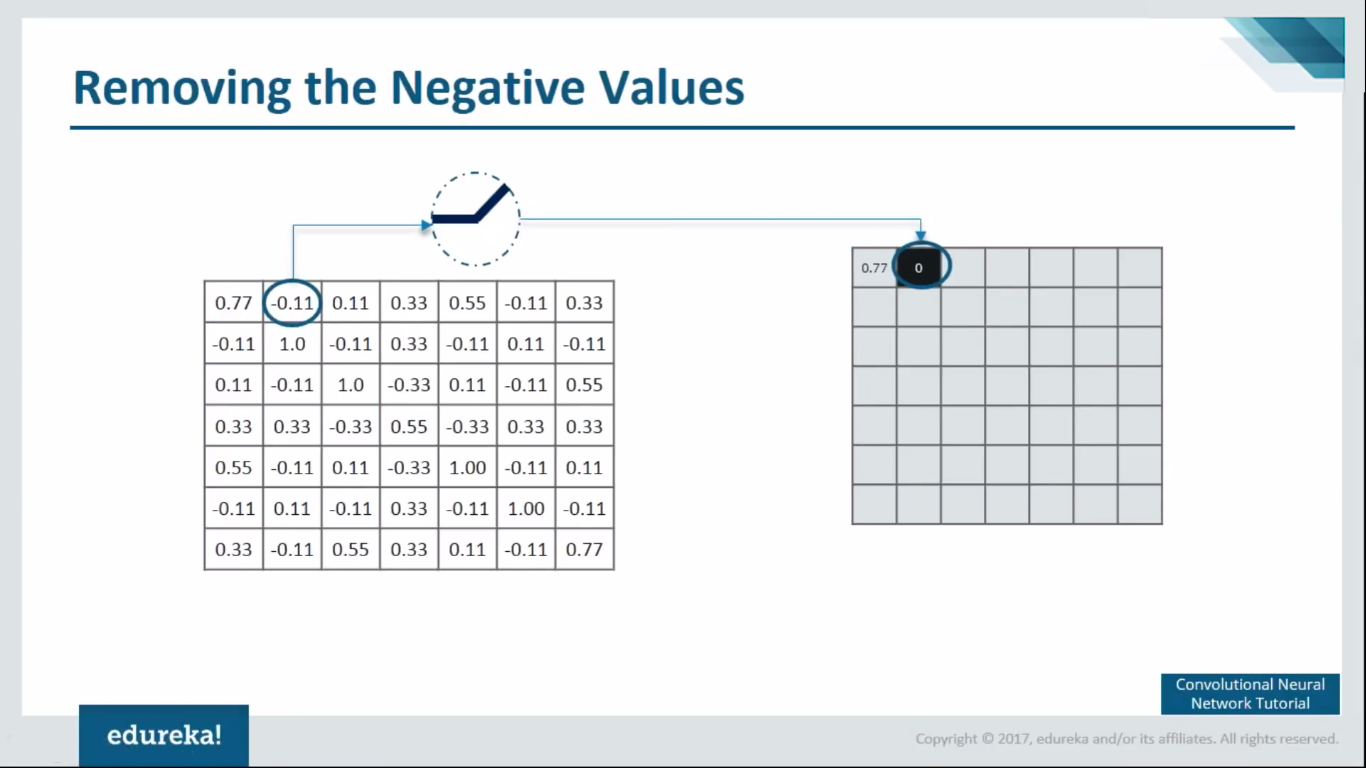 Removing the Negative Values
0.77 -0.11 0.11 0.33 0.55 -0.11 0.33
-0.11 1.0 -0.11 0.33 -0.11 0.11 -0.11
0.11 -0.11 1.0 -0.33 0.11 -0.11 0.55
0.33 0.33 -0.33 0.55 -0.33 0.33 0.33
0.55 -0.11 0.11 -0.33 1.00 -0.11 0.11
-0.11 0.11 -0.11 0.33 -0.11 1.00 -0.11
0.33 -0.11 0.55 0.33 0.11 -0.11 0.77
0.77 0
Convolutional Neural
Network Tutorial
edureka!
Copyright © 2017, edureka and/or its affiliates. All rights reserved.